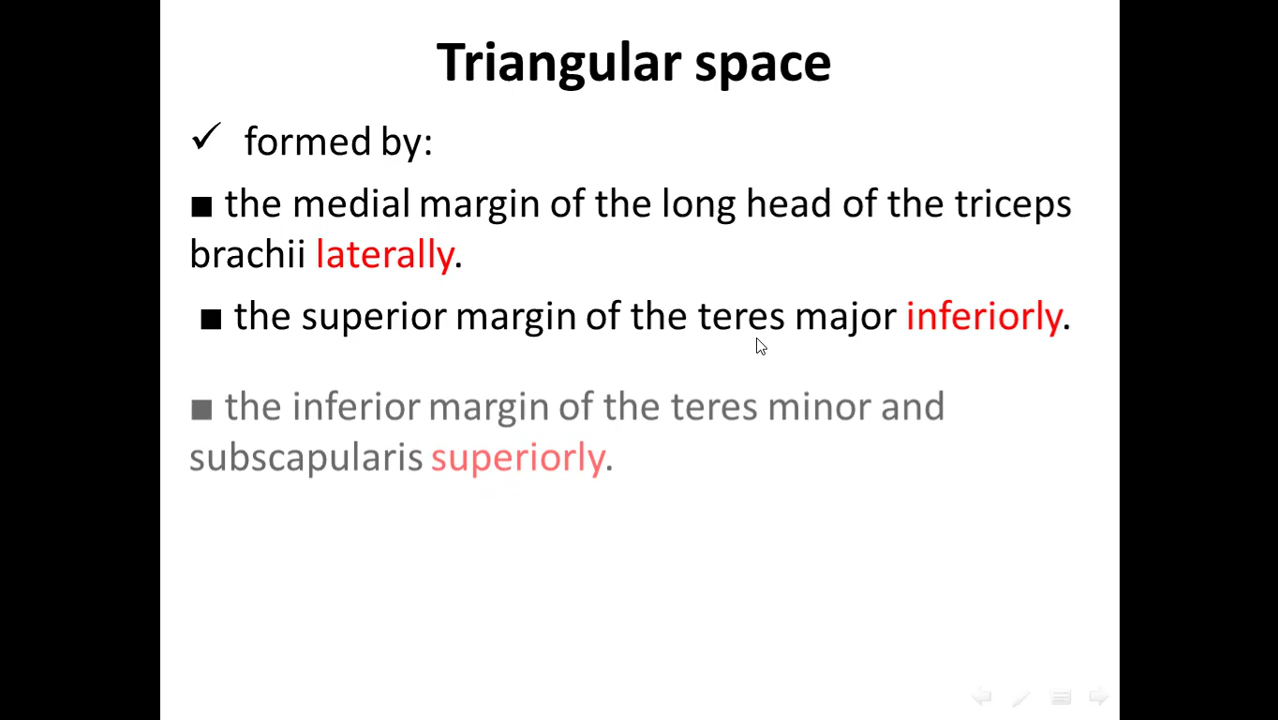 Triangular space
✓ formed by:
■ the medial margin of the long head of the triceps
brachii laterally.
■ the superior margin of the teres major inferiorly.
■ the inferior margin of the teres minor and
subscapularis superiorly.